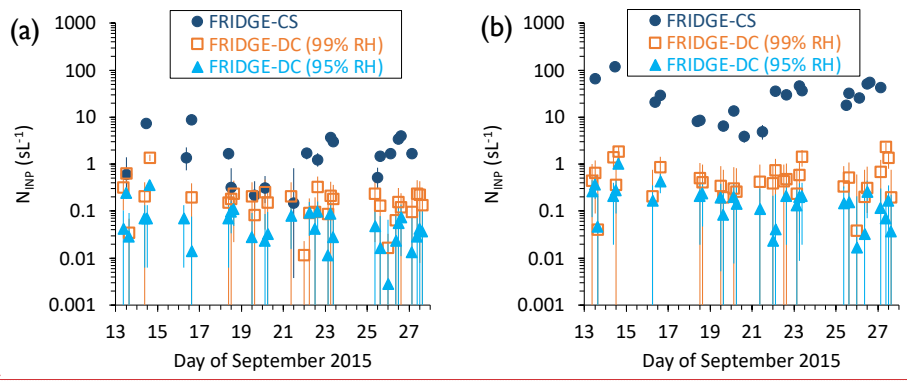 (a)
FRIDGE-CS
FRIDGE-DC (99% RH)
FRIDGE-DC (95% RH)
N_INP (sL⁻¹)
1000
100
10
1
0.1
0.01
0.001
13 15 17 19 21 23 25 27
Day of September 2015
(b)
FRIDGE-CS
FRIDGE-DC (99% RH)
FRIDGE-DC (95% RH)
N_INP (sL⁻¹)
1000
100
10
1
0.1
0.01
0.001
13 15 17 19 21 23 25 27
Day of September 2015